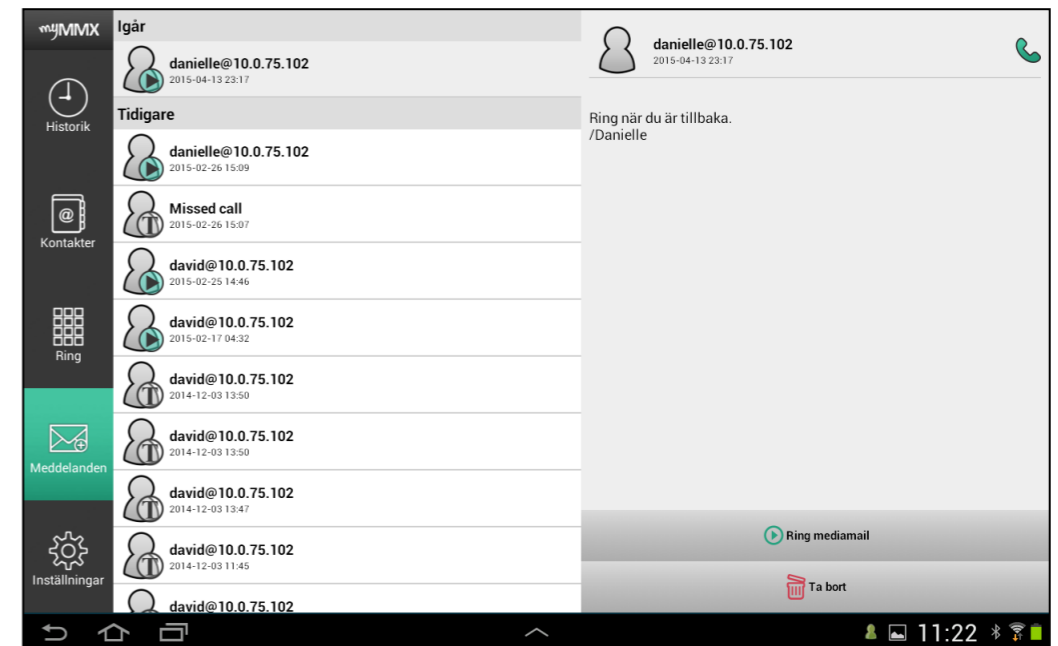 myMMX
Historik
Kontakter
Ring
Meddelanden
Inställningar
Igår
danielle@10.0.75.102
2015-04-13 23:17
Tidigare
danielle@10.0.75.102
2015-02-26 15:09
Missed call
2015-02-26 15:07
david@10.0.75.102
2015-02-25 14:46
david@10.0.75.102
2015-02-17 04:32
david@10.0.75.102
2014-12-03 13:50
david@10.0.75.102
2014-12-03 13:50
david@10.0.75.102
2014-12-03 13:47
david@10.0.75.102
2014-12-03 11:45
david@10.0.75.102
danielle@10.0.75.102
2015-04-13 23:17
Ring när du är tillbaka.
/Danielle
Ring mediamail
Ta bort
11:22